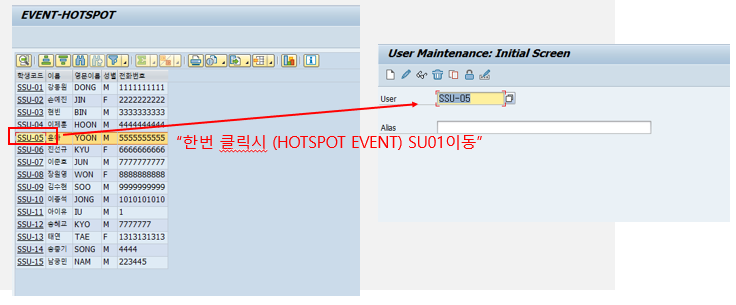 EVENT-HOTSPOT
학생코드 이름 영문이름 성별 전화번호
SSU-01 강동원 DONG M 1111111111
SSU-02 손예진 JIN F 2222222222
SSU-03 현빈 BIN M 3333333333
SSU-04 이제훈 HOON M 4444444444
SSU-05 YOON M 5555555555
SSU-06 진선규 KYU F 6666666666
SSU-07 이준호 JUN M 7777777777
SSU-08 장원영 WON F 8888888888
SSU-09 김수현 SOO M 9999999999
SSU-10 이종석 JONG M 1010101010
SSU-11 아이유 IU M 1
SSU-12 송혜교 KYO M 7777777
SSU-13 태연 TAE F 1313131313
SSU-14 송중기 SONG M 4444
SSU-15 남궁민 NAM M 223445
"한번 클릭시 (HOTSPOT EVENT) SU01이동"
User Maintenance: Initial Screen
User SSU-05
Alias